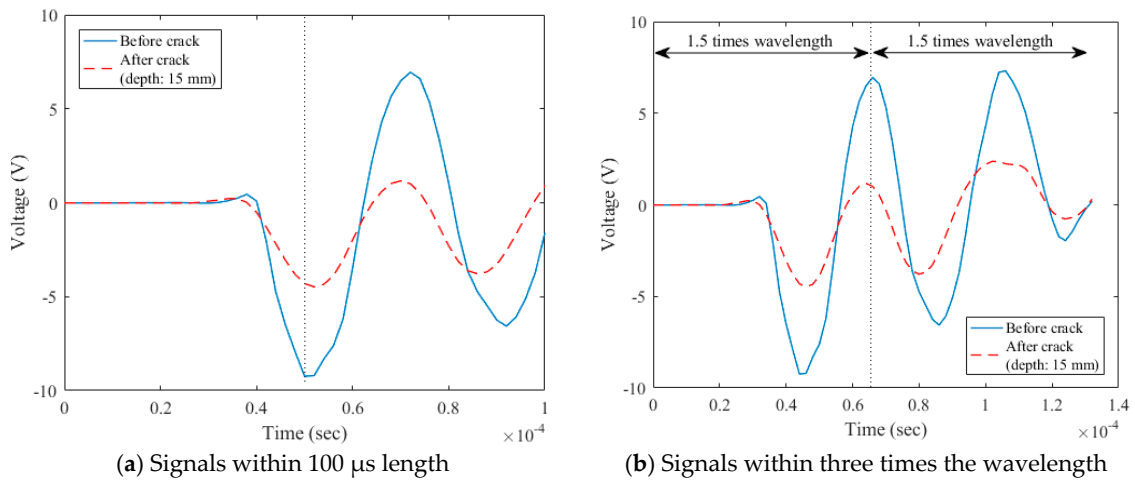 10
5
0
-5
-10
Voltage (V)
Before crack
After crack
(depth: 15 mm)
0
0.2
0.4
0.6
0.8
1
Time (sec)
×10-4
(a) Signals within 100 µs length
10
5
0
-5
-10
Voltage (V)
1.5 times wavelength
1.5 times wavelength
Before crack
After crack
(depth: 15 mm)
0
0.2
0.4
0.6
0.8
1
1.2
1.4
Time (sec)
×10-4
(b) Signals within three times the wavelength